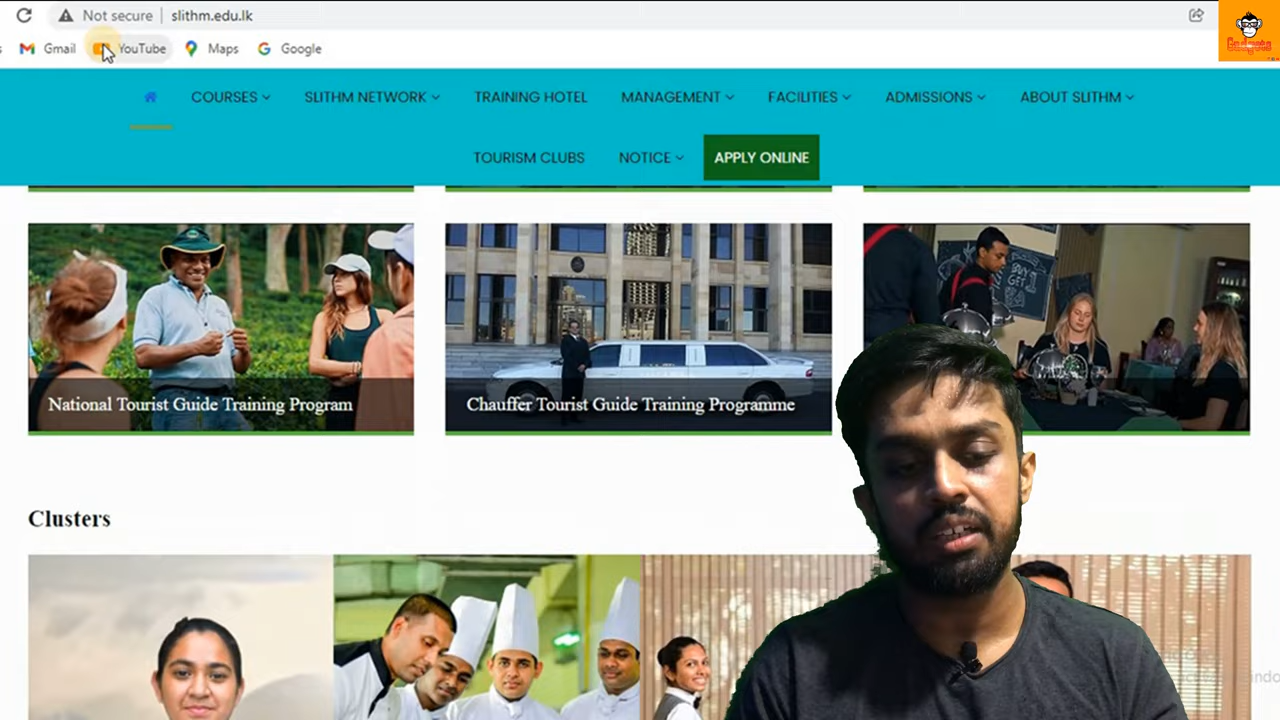 Not secure
slithm.edu.lk
Gmail
YouTube
Maps
Google
COURSES
SLITHM NETWORK
TRAINING HOTEL
MANAGEMENT
FACILITIES
ADMISSIONS
ABOUT SLITHM
TOURISM CLUBS
NOTICE
APPLY ONLINE
National Tourist Guide Training Program
Chauffer Tourist Guide Training Programme
Clusters